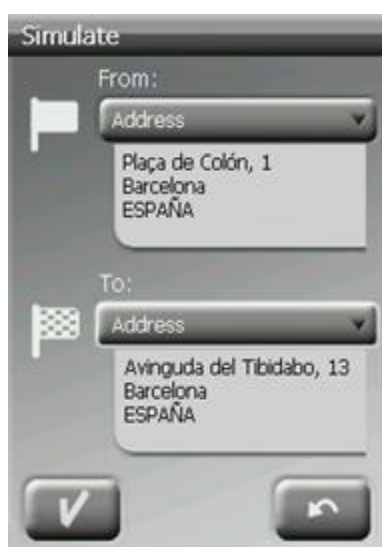 Simulate
From:
Address
Plaça de Colón, 1
Barcelona
ESPAÑA
To:
Address
Avinguda del Tibidabo, 13
Barcelona
ESPAÑA